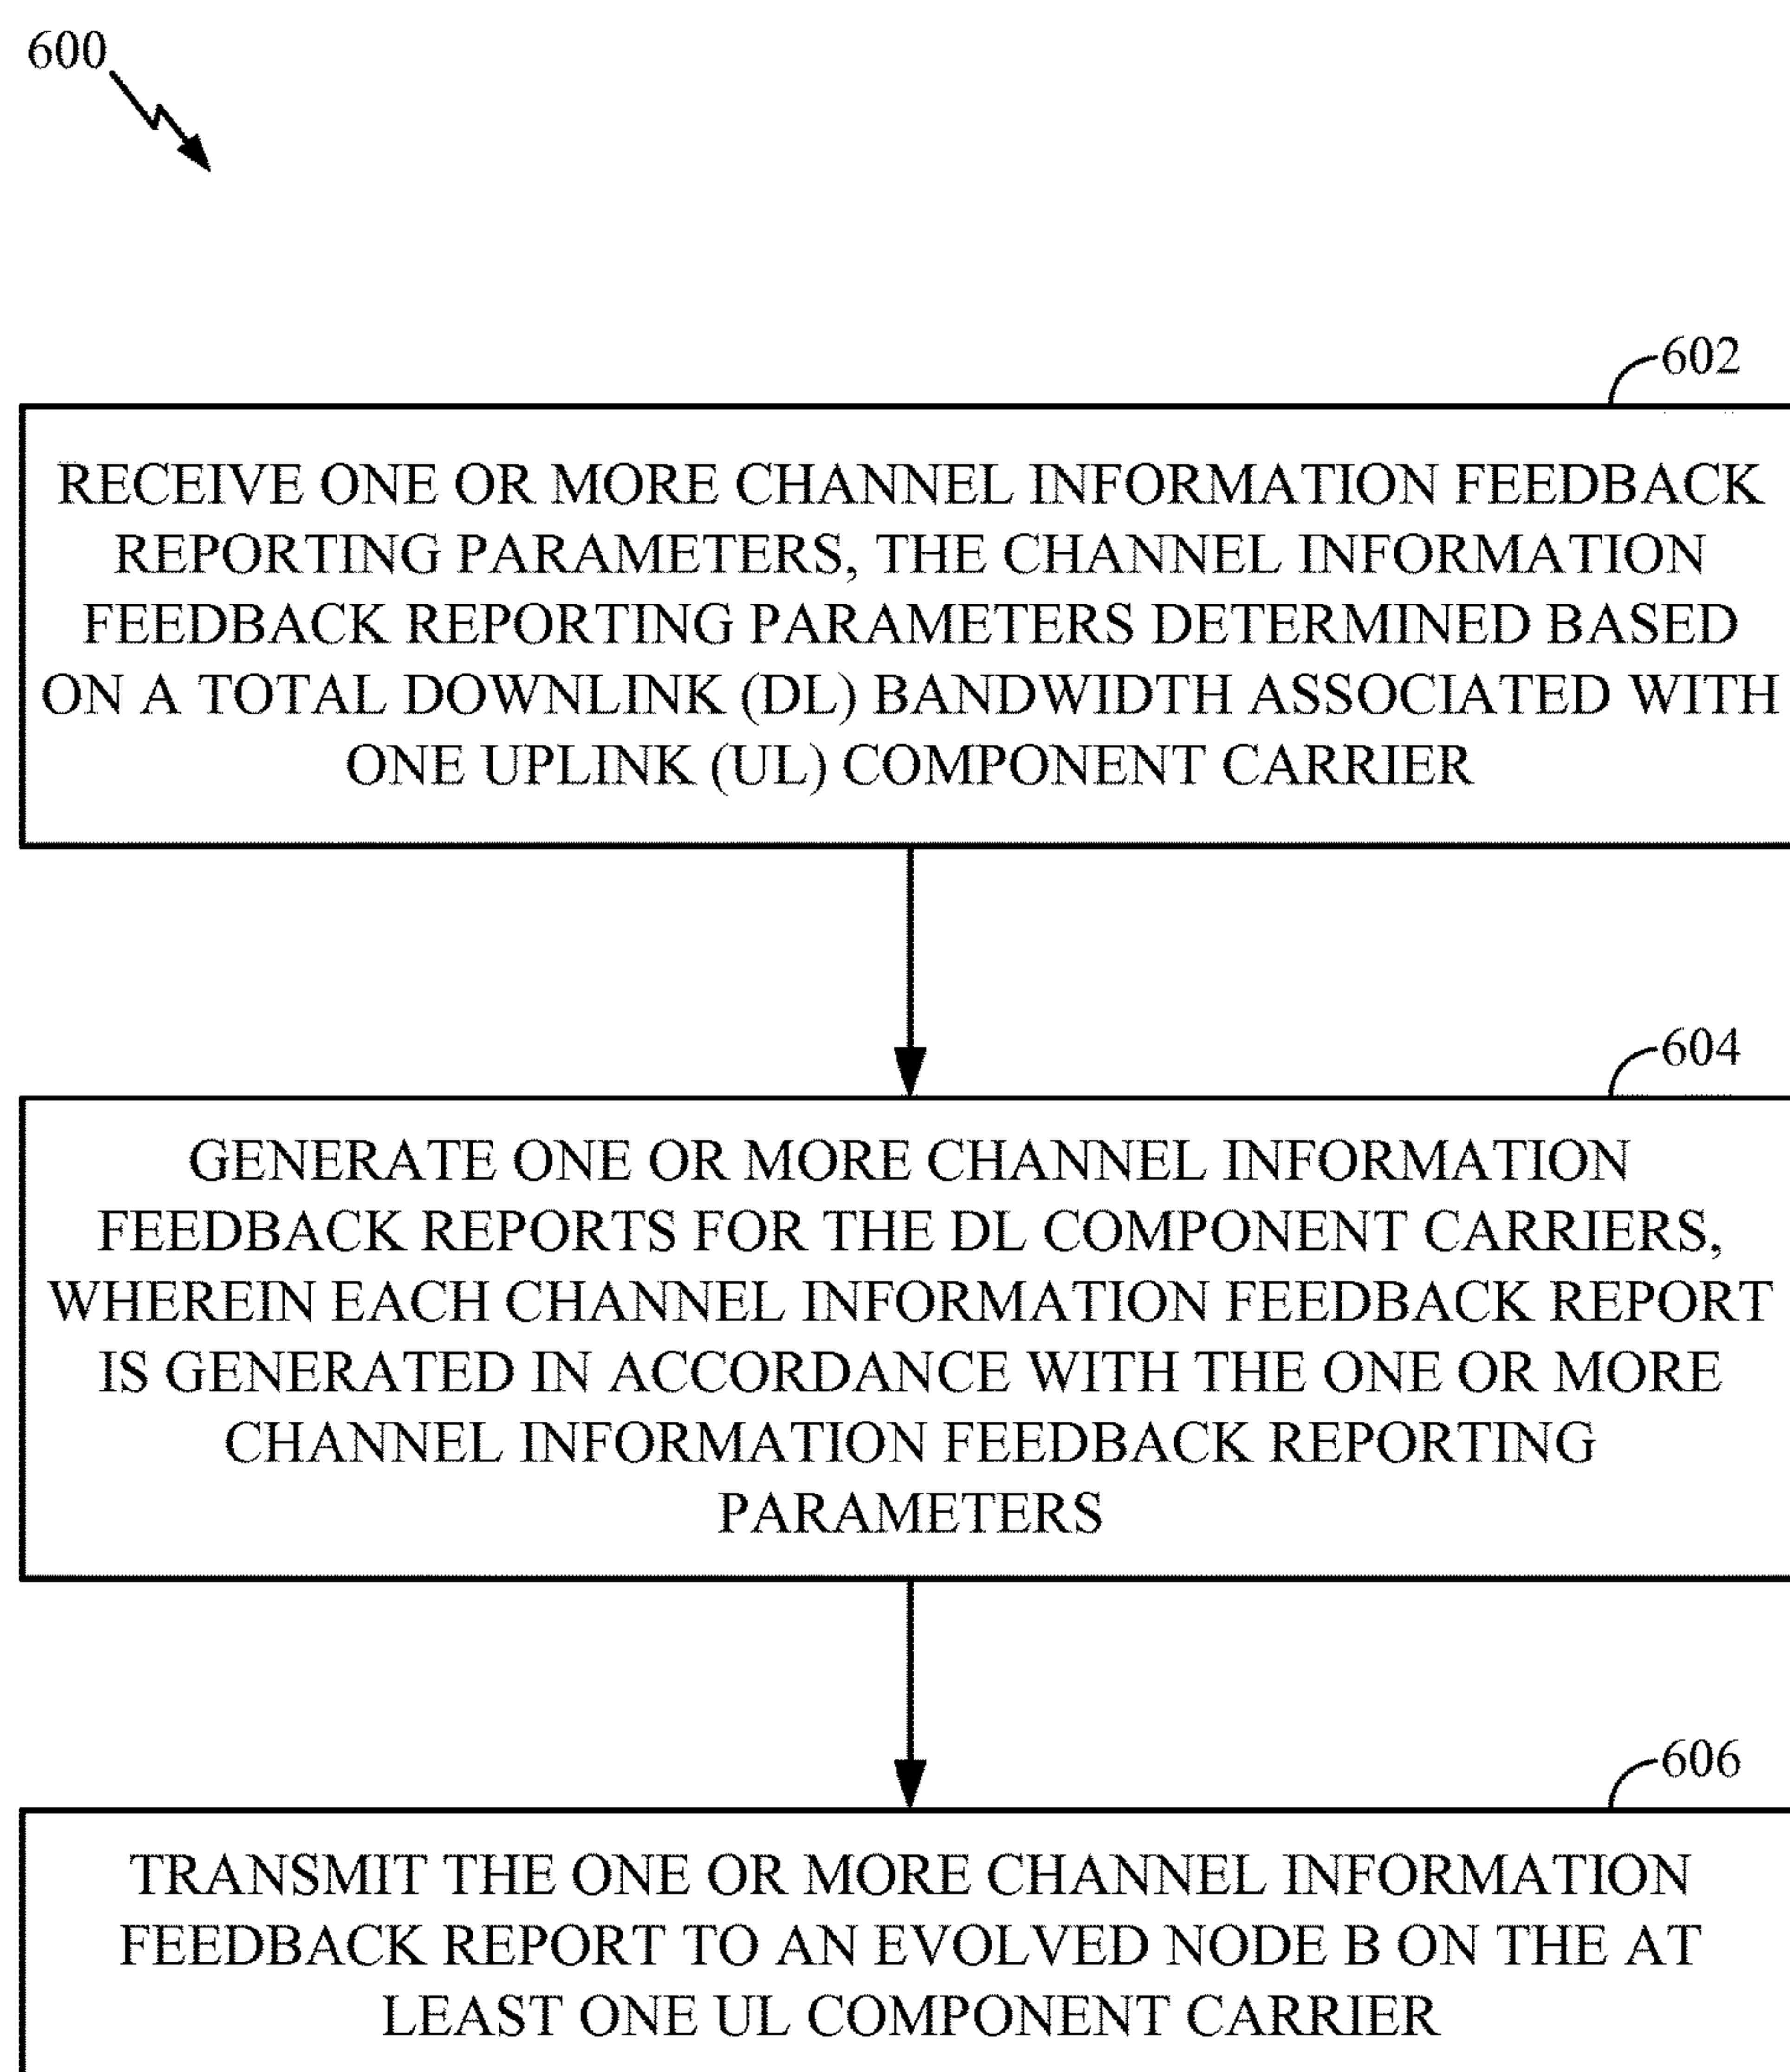 600
602
RECEIVE ONE OR MORE CHANNEL INFORMATION FEEDBACK
REPORTING PARAMETERS, THE CHANNEL INFORMATION
FEEDBACK REPORTING PARAMETERS DETERMINED BASED
ON A TOTAL DOWNLINK (DL) BANDWIDTH ASSOCIATED WITH
ONE UPLINK (UL) COMPONENT CARRIER
604
GENERATE ONE OR MORE CHANNEL INFORMATION
FEEDBACK REPORTS FOR THE DL COMPONENT CARRIERS,
WHEREIN EACH CHANNEL INFORMATION FEEDBACK REPORT
IS GENERATED IN ACCORDANCE WITH THE ONE OR MORE
CHANNEL INFORMATION FEEDBACK REPORTING
PARAMETERS
606
TRANSMIT THE ONE OR MORE CHANNEL INFORMATION
FEEDBACK REPORT TO AN EVOLVED NODE B ON THE AT
LEAST ONE UL COMPONENT CARRIER